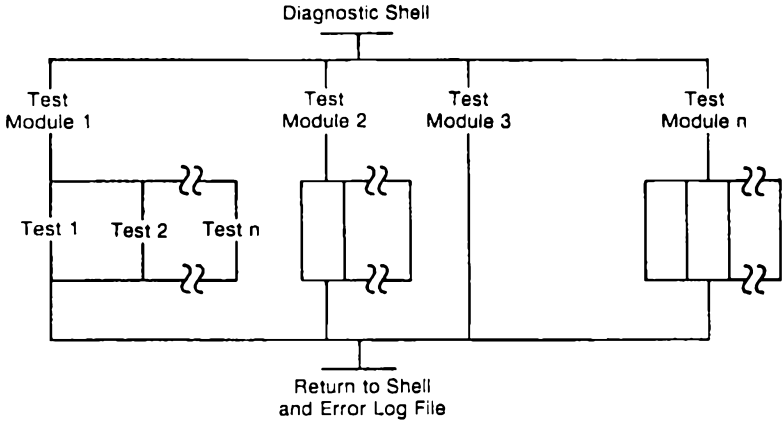 Diagnostic Shell
Test
Module 1
Test
Module 2
Test
Module 3
Test
Module n
Test 1
Test 2
Test n
Return to Shell
and Error Log File